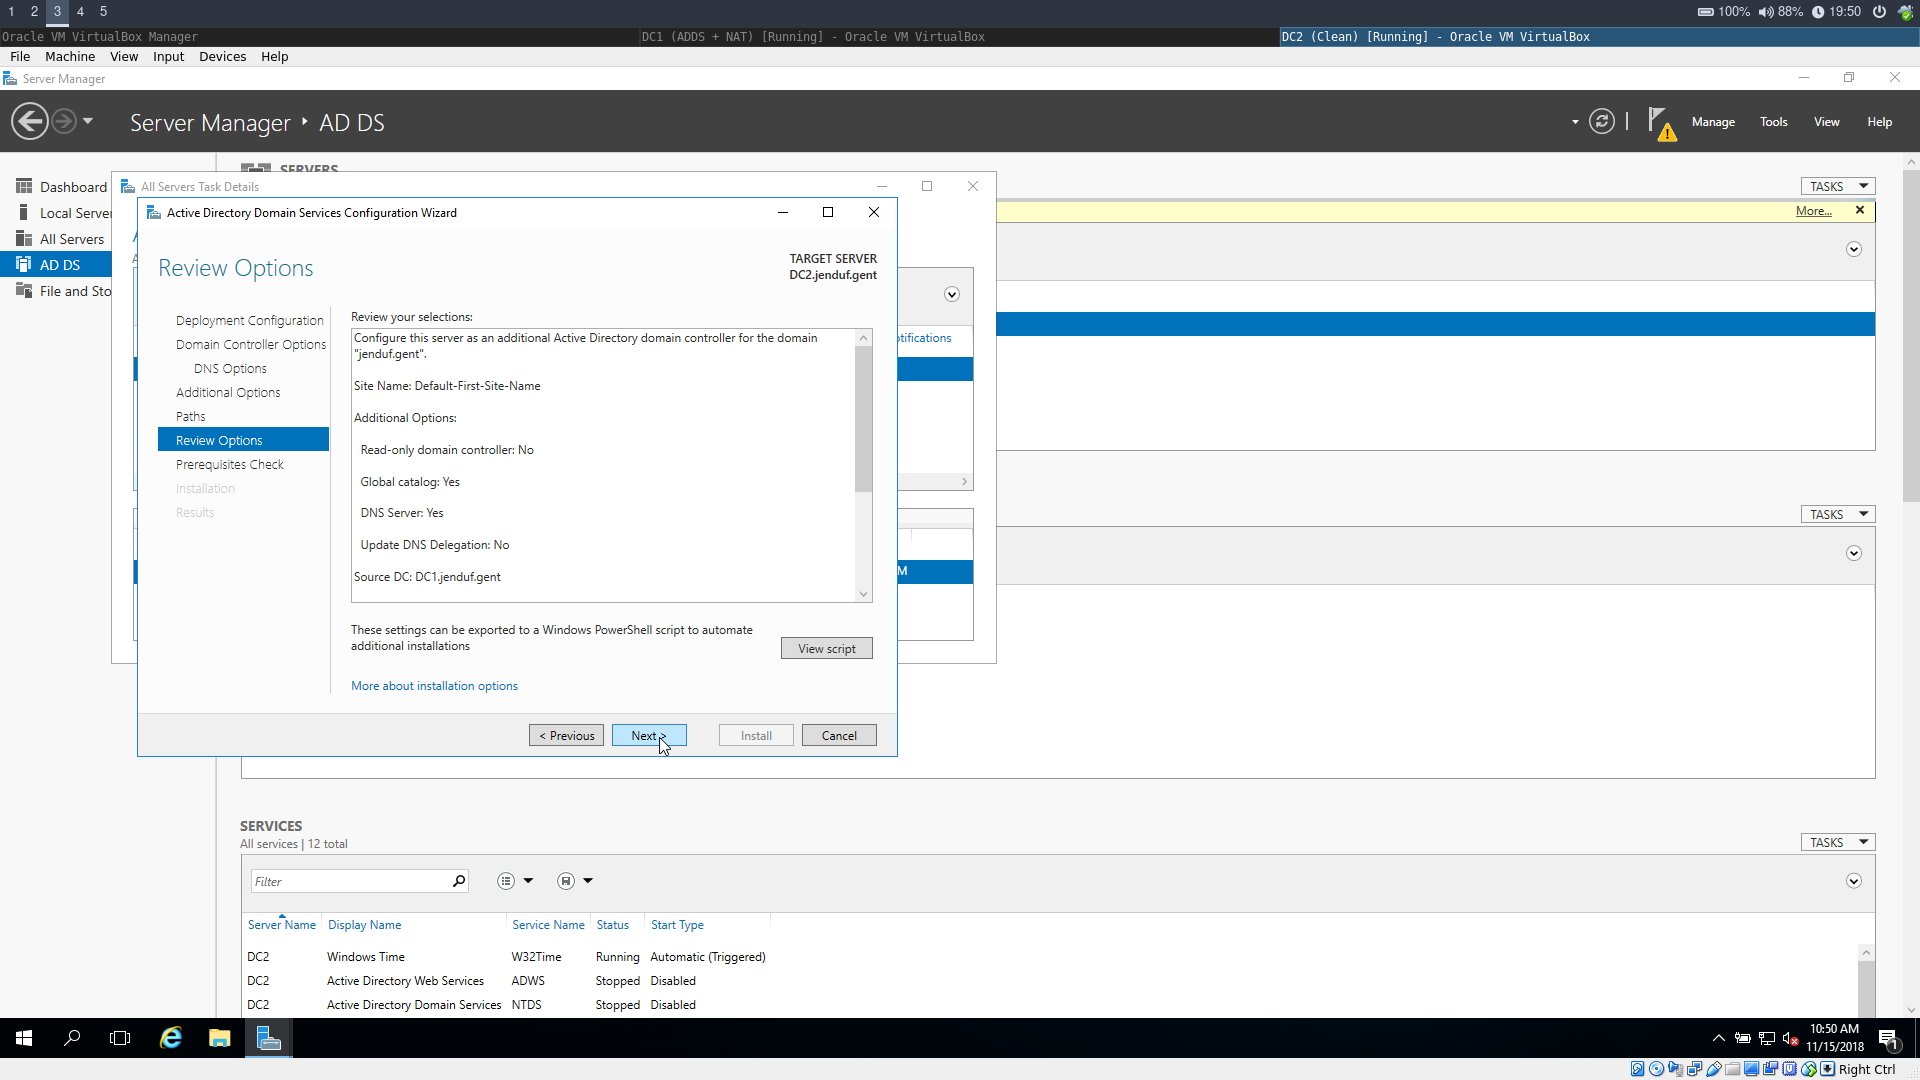 1 2 3 4 5
100% 88% 19:50
Oracle VM VirtualBox Manager
DC1 (ADDS + NAT) [Running] - Oracle VM VirtualBox
DC2 (Clean) [Running] - Oracle VM VirtualBox
File Machine View Input Devices Help
Server Manager
Server Manager AD DS
Manage Tools View Help
Dashboard
Local Server
All Servers
AD DS
File and Sto
SERVERS
TASKS
More...
All Servers Task Details
Active Directory Domain Services Configuration Wizard
Review Options
TARGET SERVER
DC2.jenduf.gent
Deployment Configuration
Domain Controller Options
DNS Options
Additional Options
Paths
Review Options
Prerequisites Check
Installation
Results
Review your selections:
Configure this server as an additional Active Directory domain controller for the domain
"jenduf.gent".
Site Name: Default-First-Site-Name
Additional Options:
Read-only domain controller: No
Global catalog: Yes
DNS Server: Yes
Update DNS Delegation: No
Source DC: DC1.jenduf.gent
These settings can be exported to a Windows PowerShell script to automate
additional installations
View script
More about installation options
< Previous
Next >
Install
Cancel
otifications
M
TASKS
SERVICES
All services | 12 total
TASKS
Filter
Server Name Display Name Service Name Status Start Type
DC2 Windows Time W32Time Running Automatic (Triggered)
DC2 Active Directory Web Services ADWS Stopped Disabled
DC2 Active Directory Domain Services NTDS Stopped Disabled
10:50 AM
11/15/2018
1
Right Ctrl